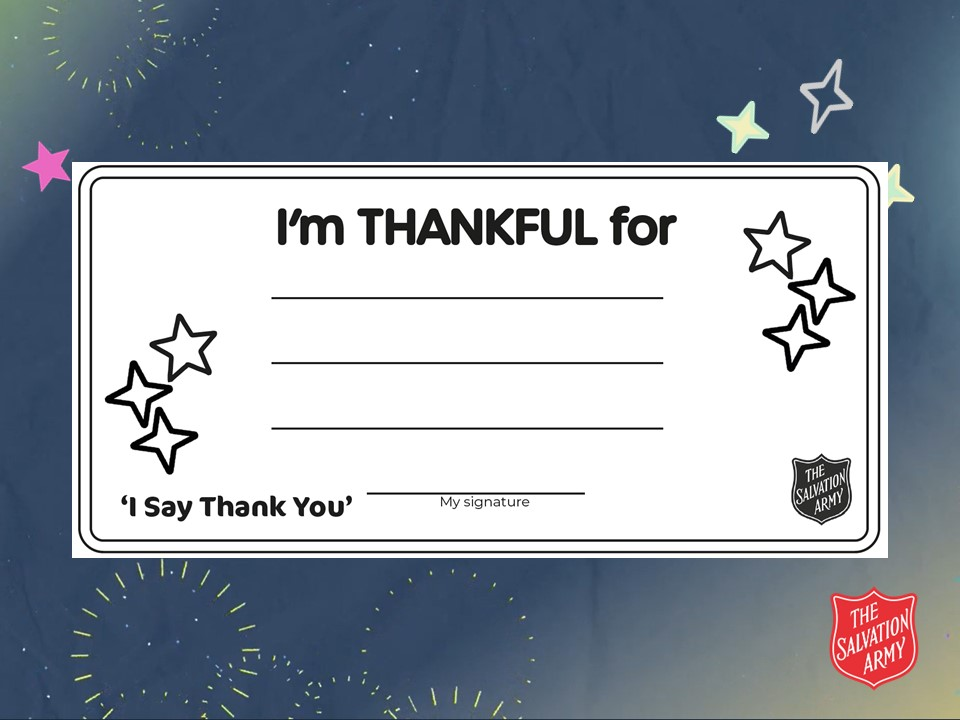 I'm THANKFUL for
'I Say Thank You'
My signature
THE
SALVATION
ARMY
THE
SALVATION
ARMY